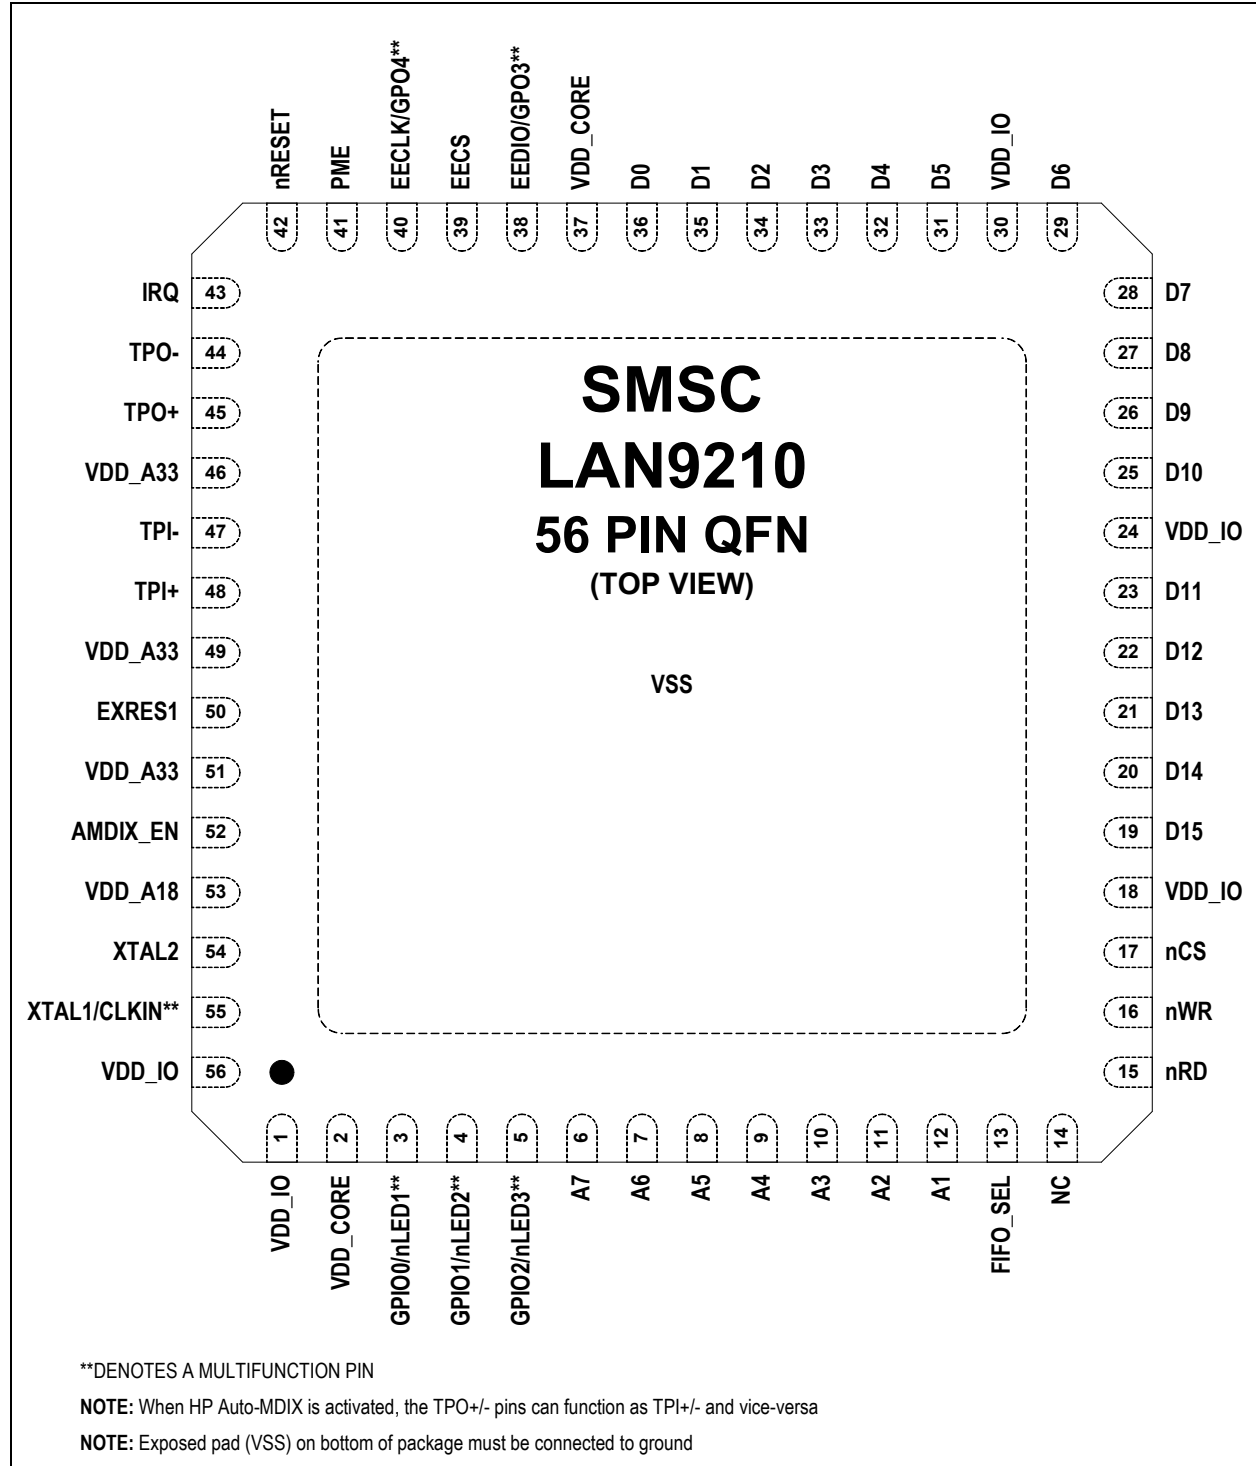 nRESET
PME
EECLK/GPO4**
EECS
EEDIO/GPO3**
VDD_CORE
D0
D1
D2
D3
D4
D5
VDD_IO
D6
42
41
40
39
38
37
36
35
34
33
32
31
30
29
IRQ 43
TPO- 44
TPO+ 45
VDD_A33 46
TPI- 47
TPI+ 48
VDD_A33 49
EXRES1 50
VDD_A33 51
AMDIX_EN 52
VDD_A18 53
XTAL2 54
XTAL1/CLKIN** 55
VDD_IO 56
SMSC
LAN9210
56 PIN QFN
(TOP VIEW)
VSS
28 D7
27 D8
26 D9
25 D10
24 VDD_IO
23 D11
22 D12
21 D13
20 D14
19 D15
18 VDD_IO
17 nCS
16 nWR
15 nRD
1
2
3
4
5
6
7
8
9
10
11
12
13
14
VDD_IO
VDD_CORE
GPIO0/nLED1**
GPIO1/nLED2**
GPIO2/nLED3**
A7
A6
A5
A4
A3
A2
A1
FIFO_SEL
NC
**DENOTES A MULTIFUNCTION PIN
NOTE: When HP Auto-MDIX is activated, the TPO+/- pins can function as TPI+/- and vice-versa
NOTE: Exposed pad (VSS) on bottom of package must be connected to ground